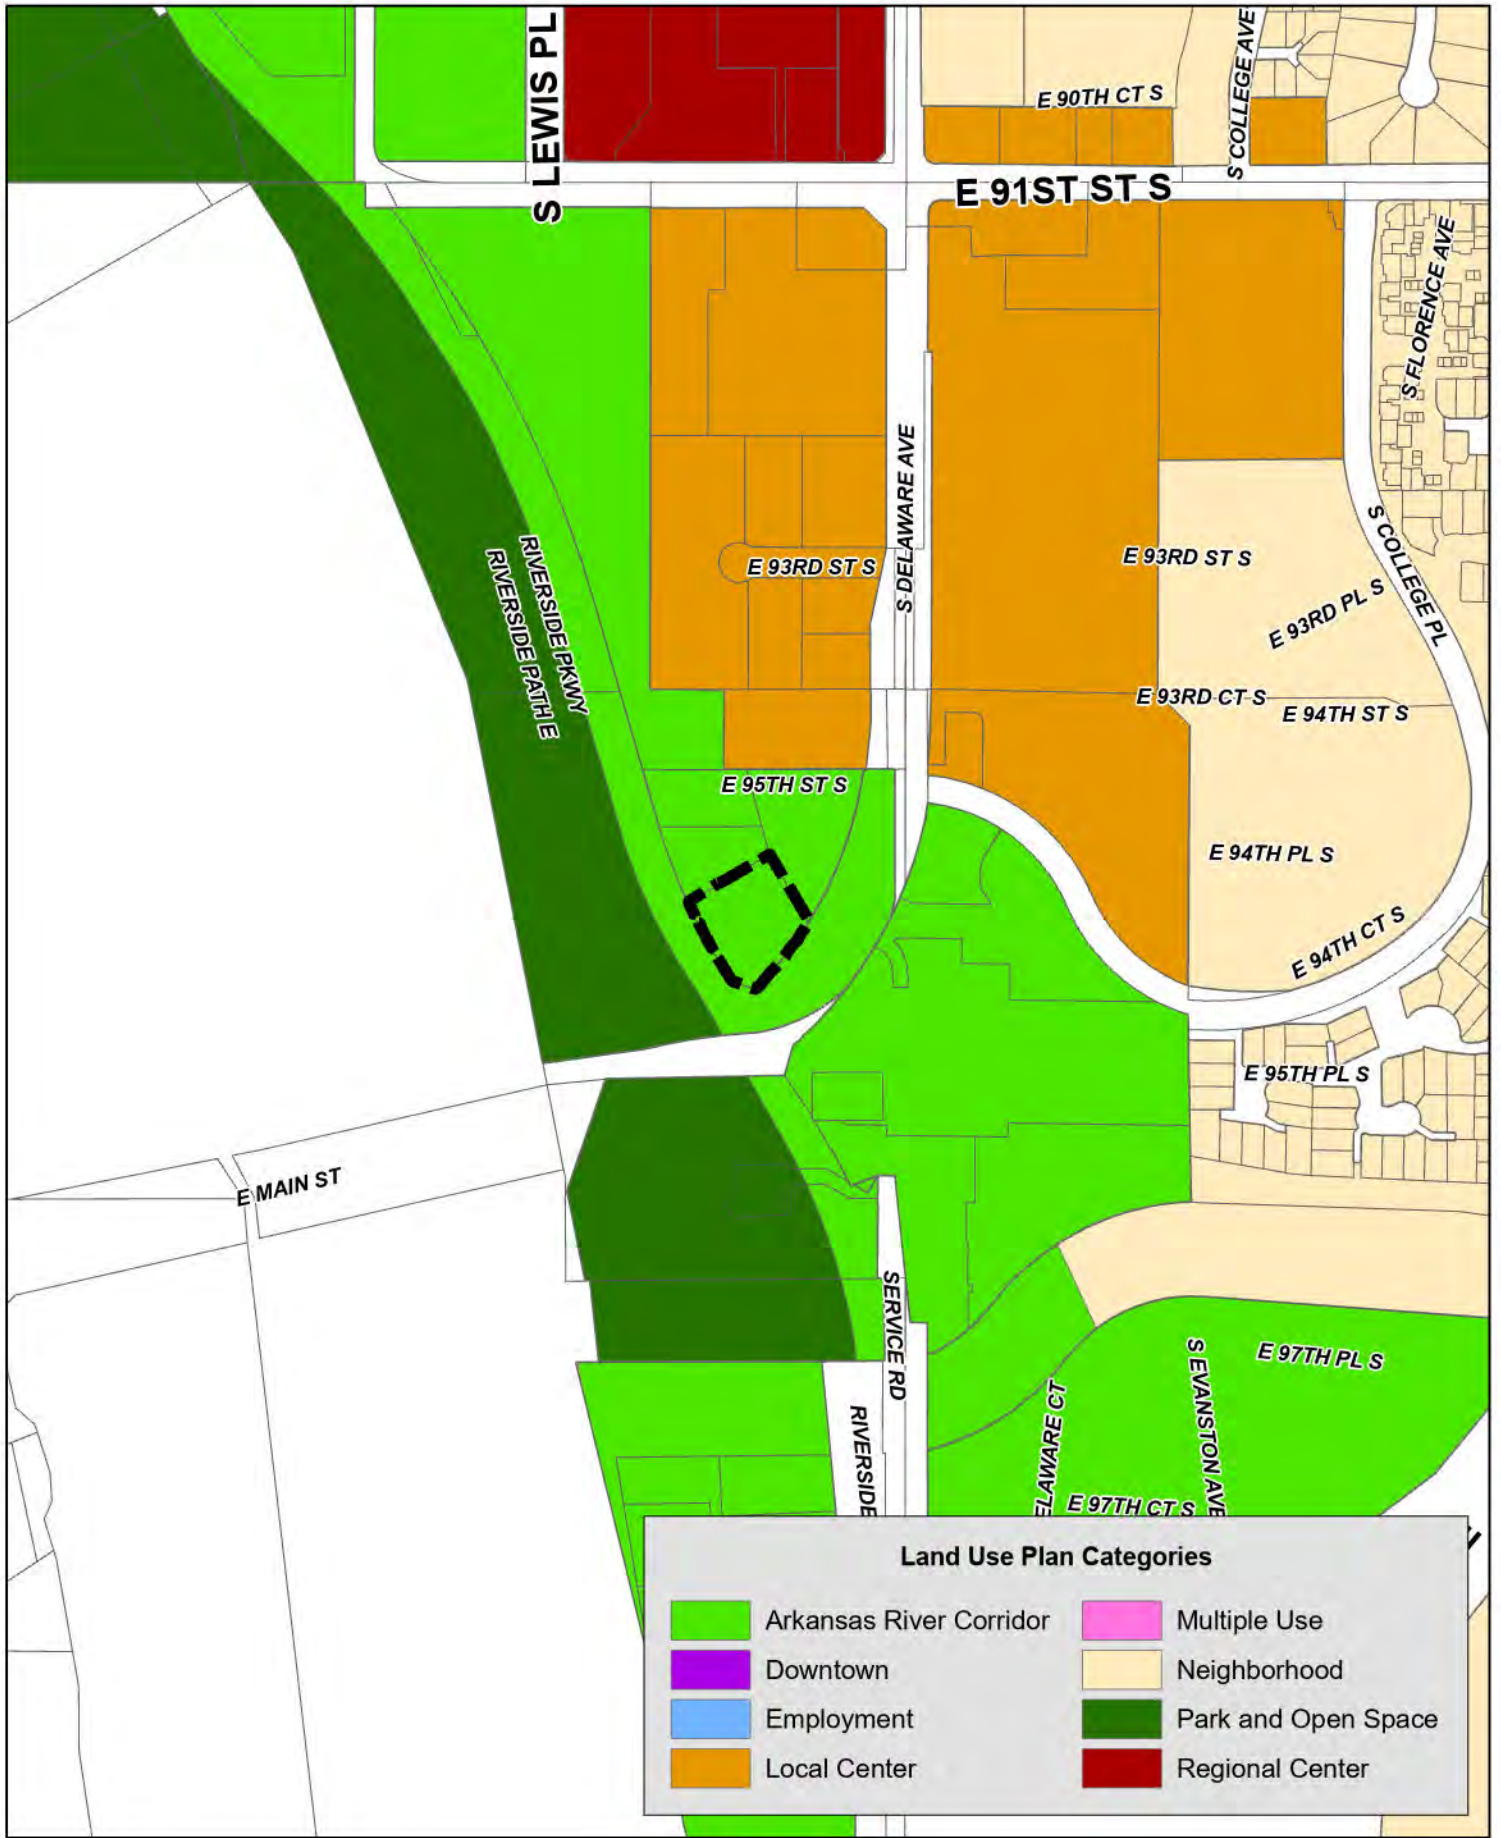 S LEWIS PL
E 90TH CT S
S COLLEGE AVE
E 91ST ST S
S FLORENCE AVE
S DELAWARE AVE
RIVERSIDE PKWY
RIVERSIDE PATH E
E 93RD ST S
E 93RD ST S
S COLLEGE PL
E 93RD PL S
E 93RD CT S
E 94TH ST S
E 95TH ST S
E 94TH PL S
E 94TH CT S
E 95TH PL S
E MAIN ST
SERVICE RD
RIVERSIDE
ELAWARE CT
S EVANSTON AVE
E 97TH PL S
E 97TH CT S
Land Use Plan Categories
Arkansas River Corridor
Downtown
Employment
Local Center
Multiple Use
Neighborhood
Park and Open Space
Regional Center